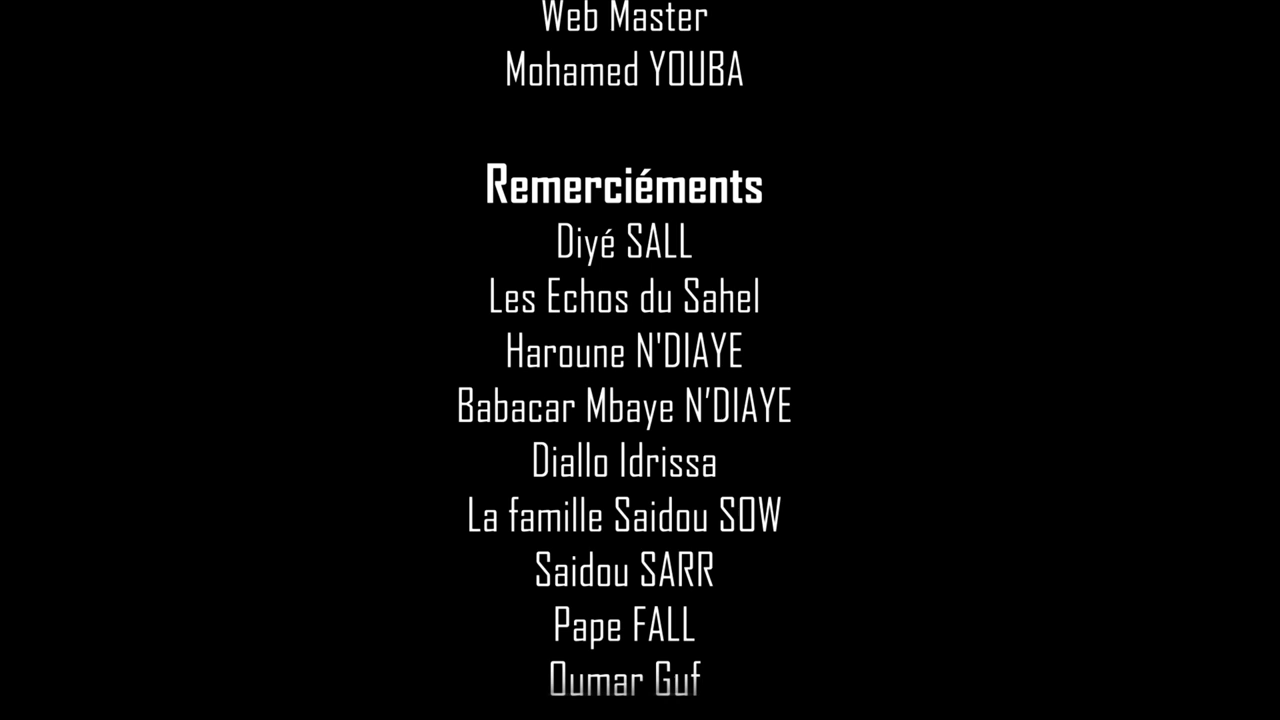 Web Master
Mohamed YOUBA
Remerciéments
Diyé SALL
Les Echos du Sahel
Haroune N'DIAYE
Babacar Mbaye N’DIAYE
Diallo Idrissa
La famille Saidou SOW
Saidou SARR
Pape FALL
Oumar Guf